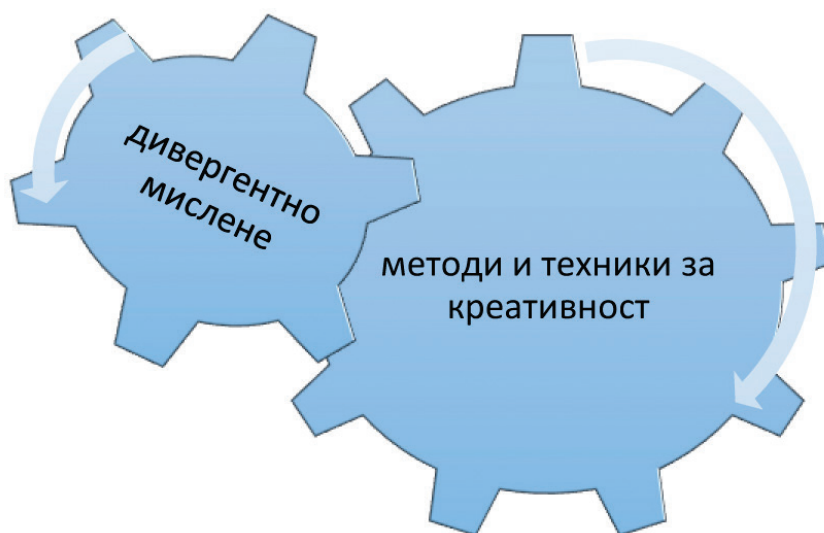 дивергентно
мислене
методи и техники за
креативност